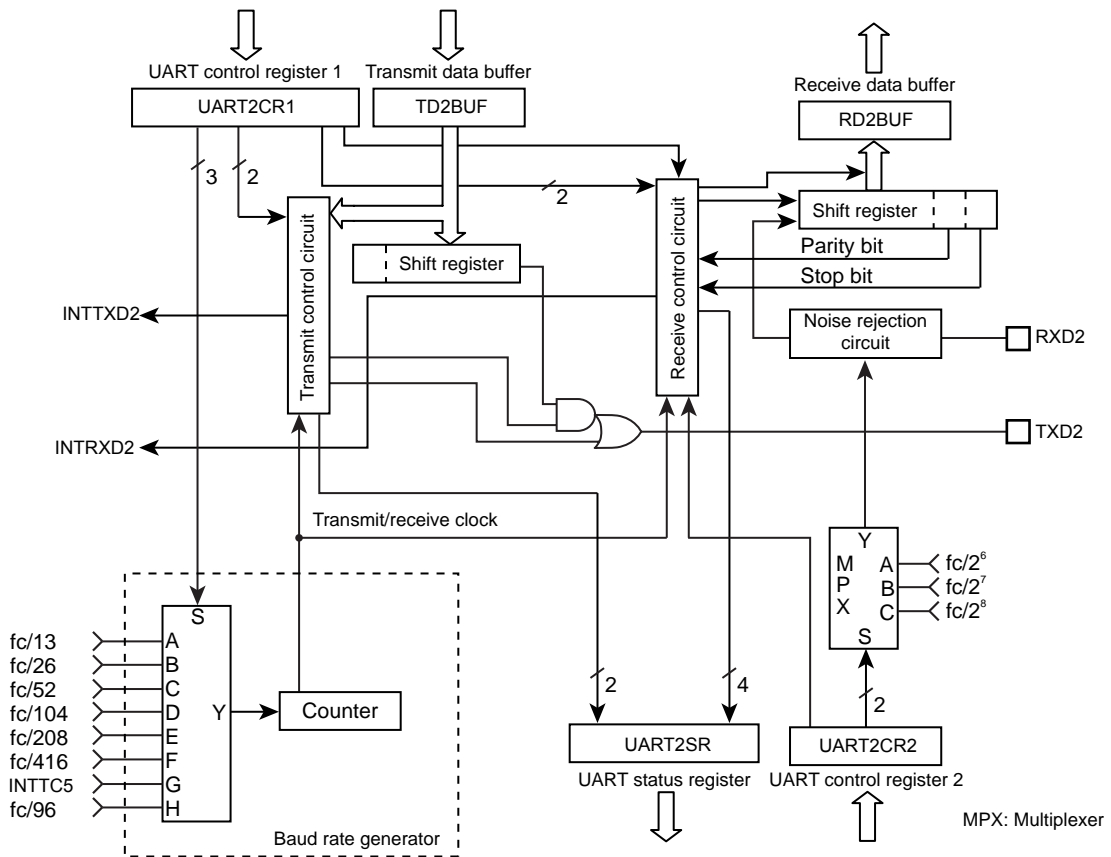 UART control register 1
Transmit data buffer
Receive data buffer
UART2CR1
TD2BUF
RD2BUF
3
2
2
Transmit control circuit
Shift register
Receive control circuit
Shift register
Parity bit
Stop bit
INTTXD2
Noise rejection
circuit
RXD2
INTRXD2
TXD2
Transmit/receive clock
Y
M
P
X
A
B
C
S
fc/2⁶
fc/2⁷
fc/2⁸
S
fc/13
A
fc/26
B
fc/52
C
fc/104
D
fc/208
E
fc/416
F
INTTC5
G
fc/96
H
Y
Counter
2
4
2
UART2SR
UART2CR2
UART status register
UART control register 2
Baud rate generator
MPX: Multiplexer